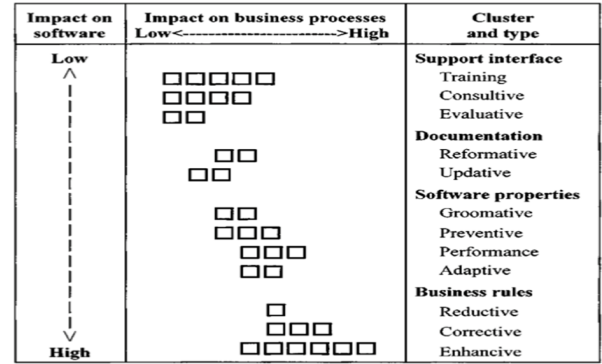 Impact on software
Impact on business processes
Low<----------------------->High
Cluster and type
Low
Support interface
Training
Consultive
Evaluative
Documentation
Reformative
Updative
Software properties
Groomative
Preventive
Performance
Adaptive
Business rules
Reductive
Corrective
High
Enhancive